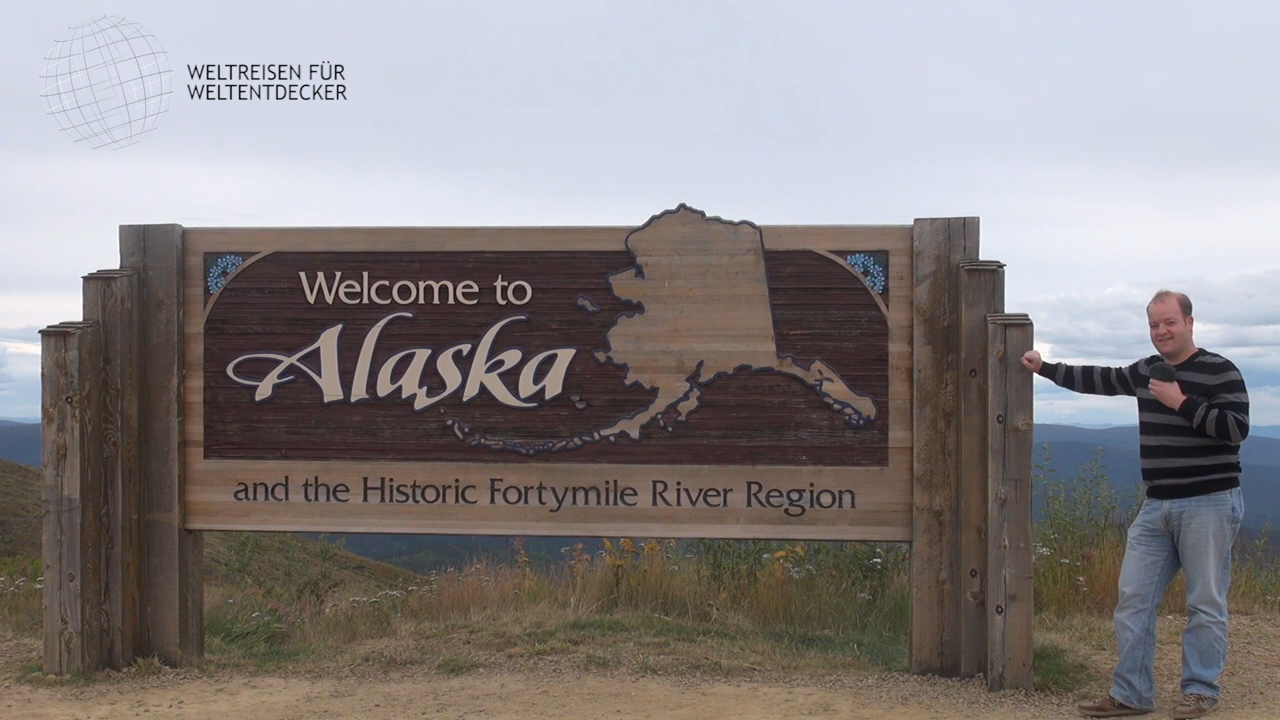 WELTREISEN FÜR
WELTENTDECKER
Welcome to
Alaska
and the Historic Fortymile River Region